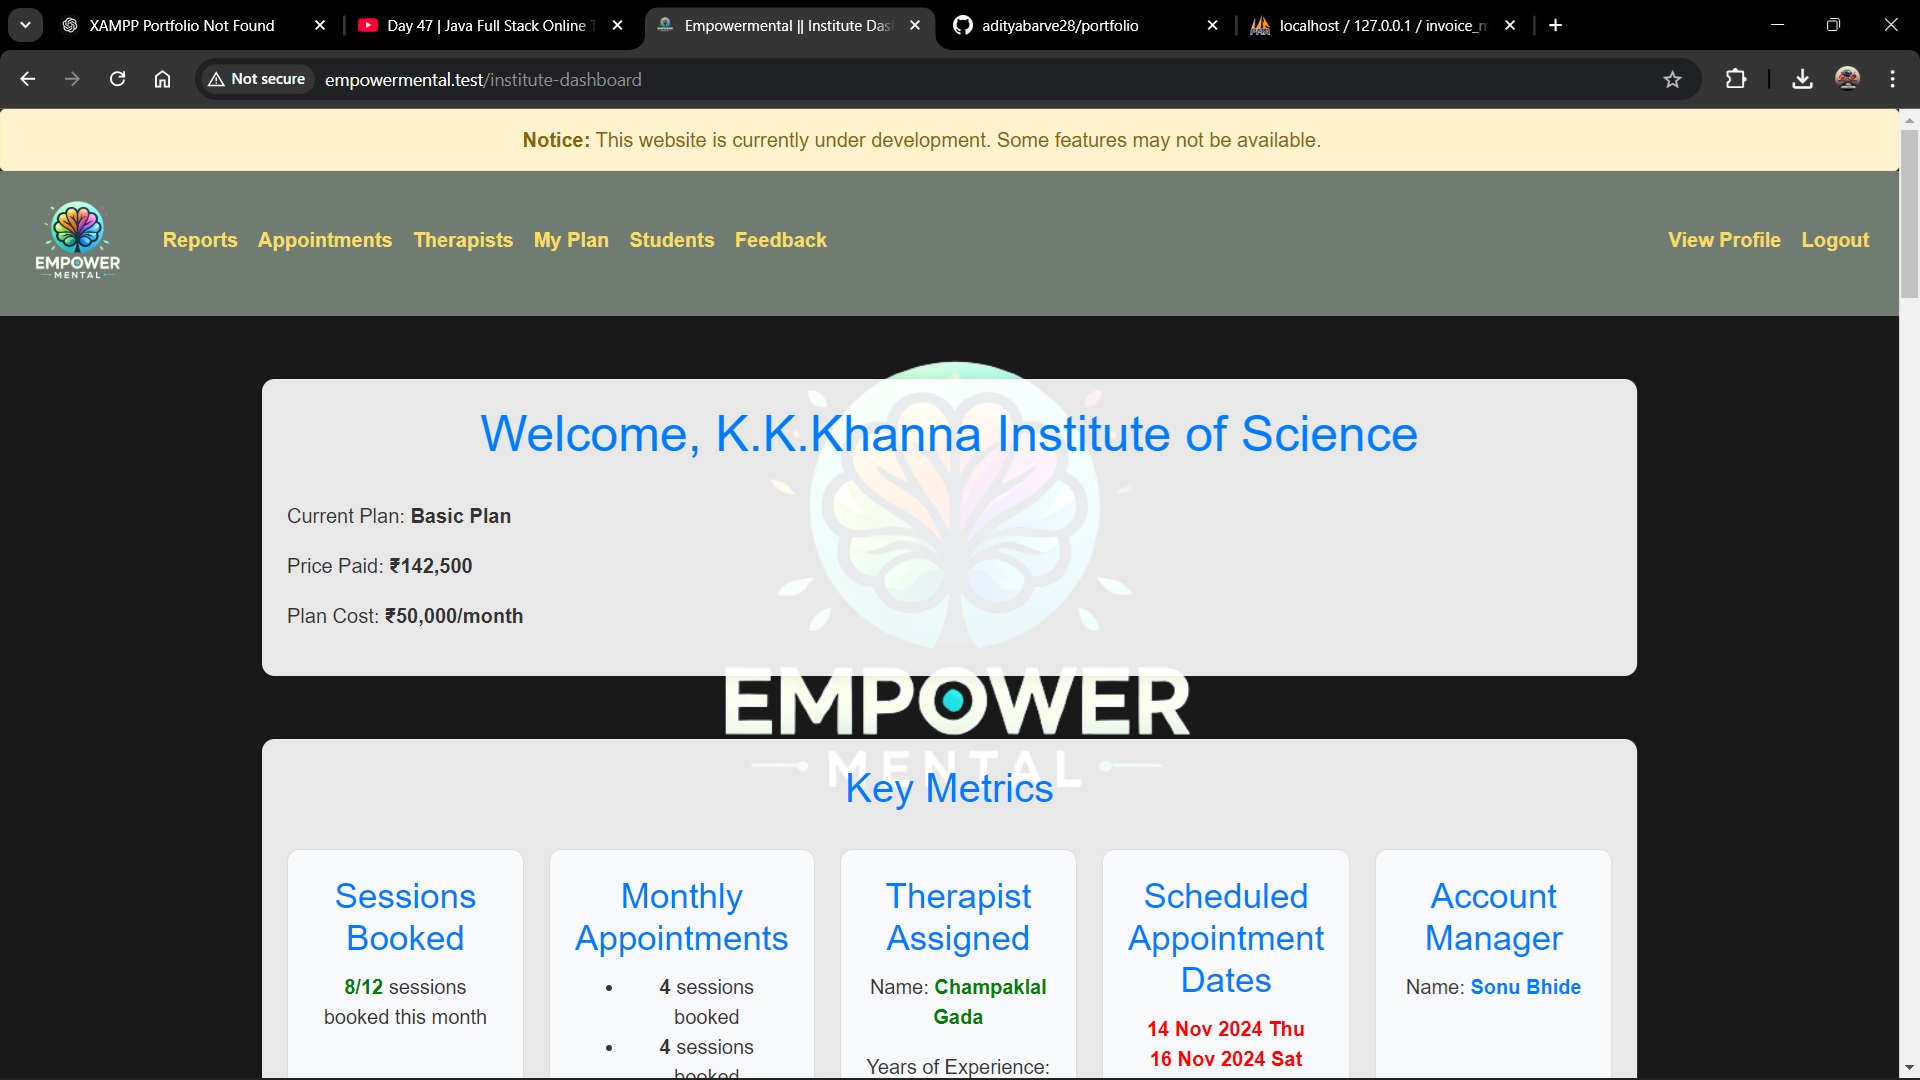 XAMPP Portfolio Not Found
Day 47 | Java Full Stack Online T
Empowermental || Institute Das
adityabarve28/portfolio
localhost / 127.0.0.1 / invoice_m
Not secure
empowermental.test/institute-dashboard
Notice: This website is currently under development. Some features may not be available.
EMPOWER
MENTAL
Reports
Appointments
Therapists
My Plan
Students
Feedback
View Profile
Logout
Welcome, K.K.Khanna Institute of Science
Current Plan: Basic Plan
Price Paid: ₹142,500
Plan Cost: ₹50,000/month
EMPOWER
MENTAL
Key Metrics
Sessions
Booked
8/12 sessions
booked this month
Monthly
Appointments
4 sessions
booked
4 sessions
booked
Therapist
Assigned
Name: Champaklal
Gada
Years of Experience:
Scheduled
Appointment
Dates
14 Nov 2024 Thu
16 Nov 2024 Sat
Account
Manager
Name: Sonu Bhide